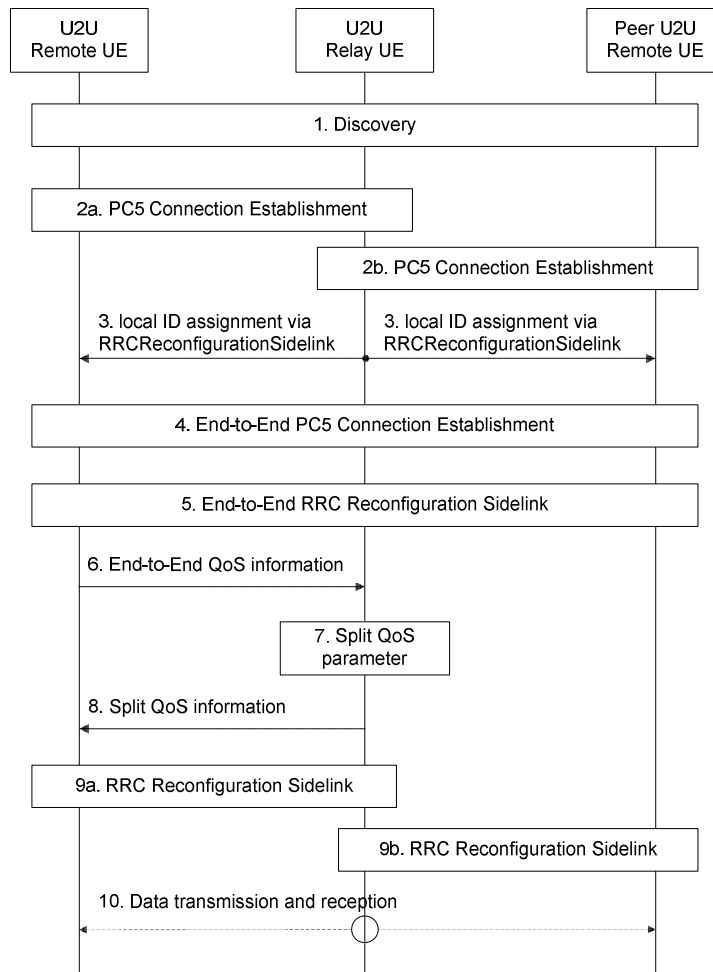 U2U
Remote UE
U2U
Relay UE
Peer U2U
Remote UE
1. Discovery
2a. PC5 Connection Establishment
2b. PC5 Connection Establishment
3. local ID assignment via
RRCReconfigurationSidelink
3. local ID assignment via
RRCReconfigurationSidelink
4. End-to-End PC5 Connection Establishment
5. End-to-End RRC Reconfiguration Sidelink
6. End-to-End QoS information
7. Split QoS
parameter
8. Split QoS information
9a. RRC Reconfiguration Sidelink
9b. RRC Reconfiguration Sidelink
10. Data transmission and reception